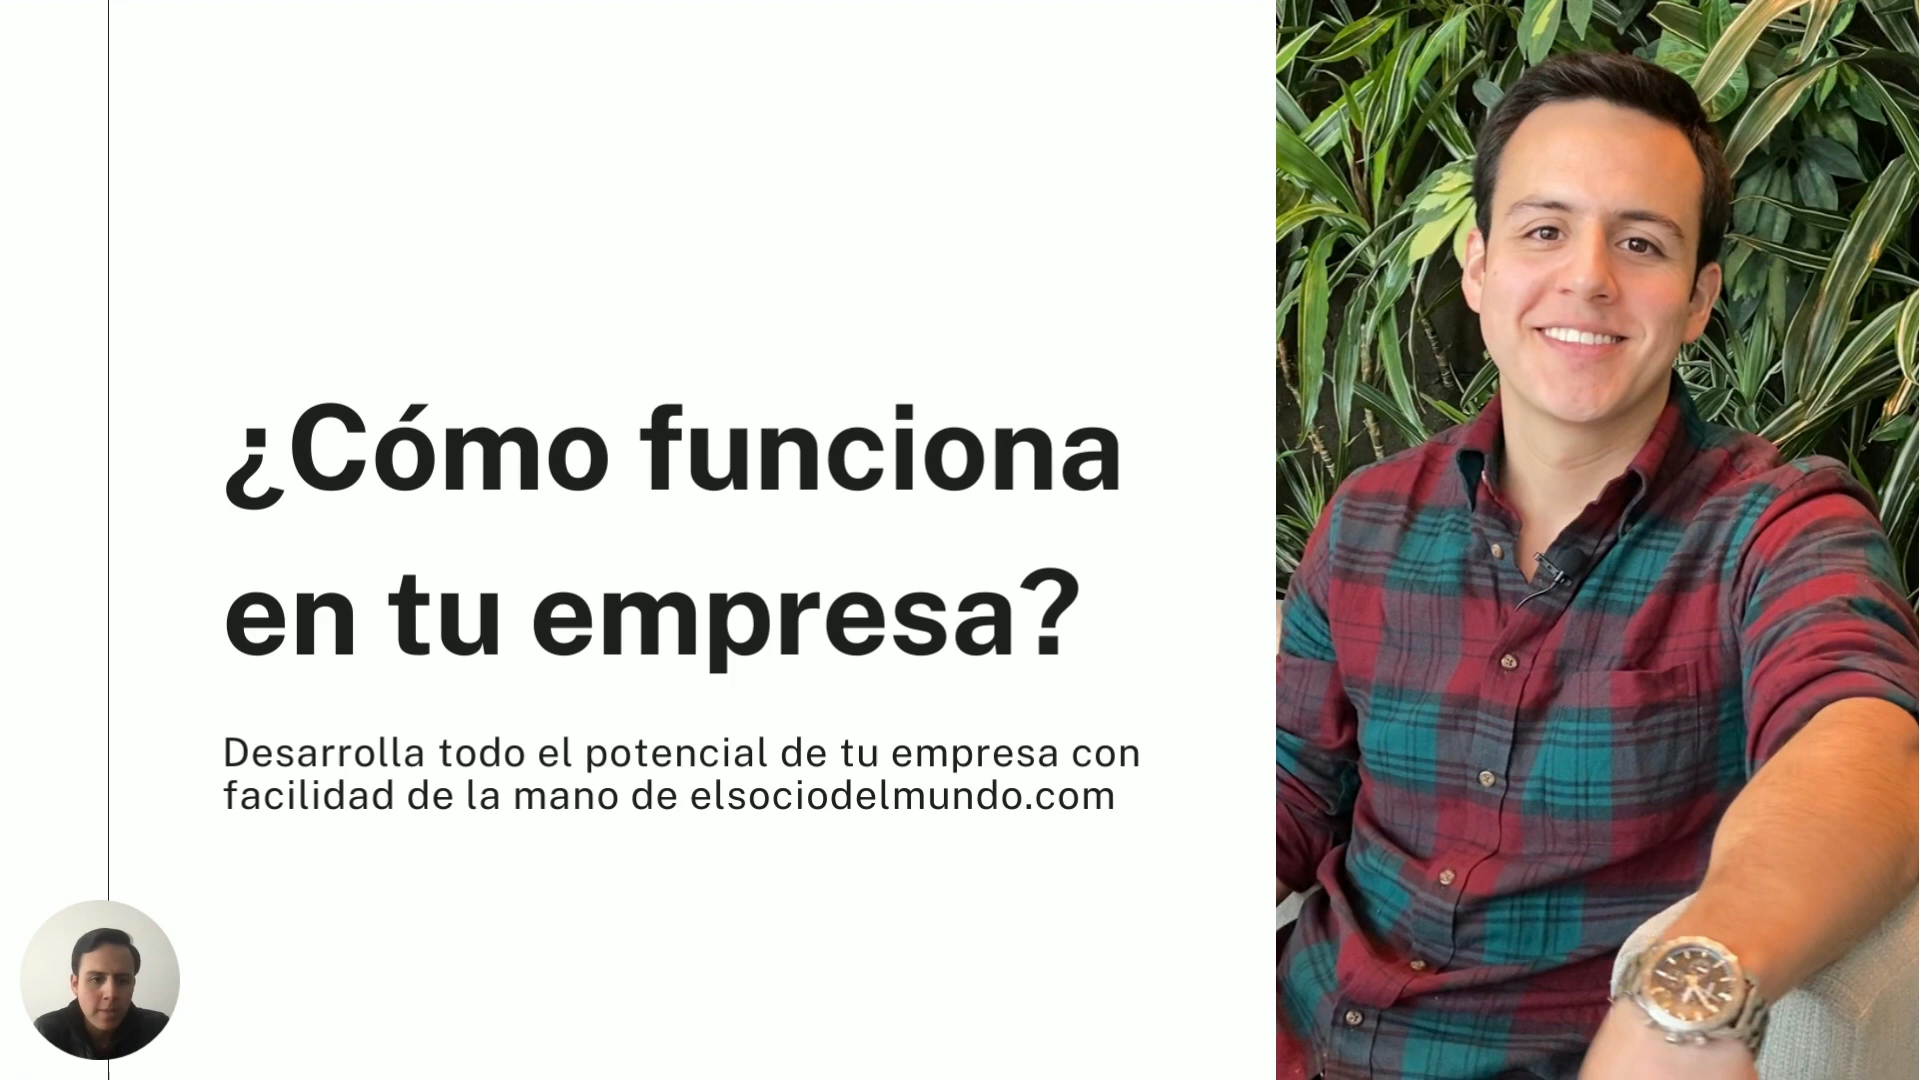 ¿Cómo funciona
en tu empresa?
Desarrolla todo el potencial de tu empresa con
facilidad de la mano de elsociodelmundo.com